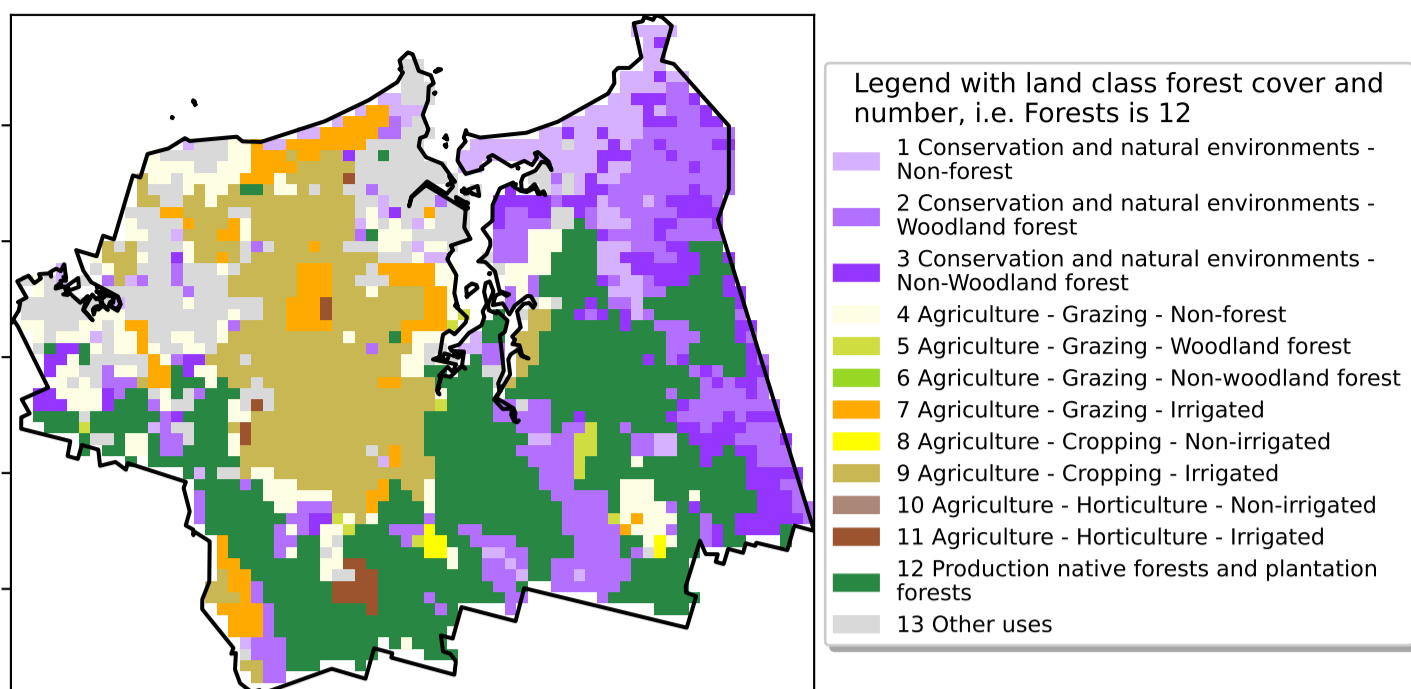 Legend with land class forest cover and
number, i.e. Forests is 12
1 Conservation and natural environments -
Non-forest
2 Conservation and natural environments -
Woodland forest
3 Conservation and natural environments -
Non-Woodland forest
4 Agriculture - Grazing - Non-forest
5 Agriculture - Grazing - Woodland forest
6 Agriculture - Grazing - Non-woodland forest
7 Agriculture - Grazing - Irrigated
8 Agriculture - Cropping - Non-irrigated
9 Agriculture - Cropping - Irrigated
10 Agriculture - Horticulture - Non-irrigated
11 Agriculture - Horticulture - Irrigated
12 Production native forests and plantation
forests
13 Other uses